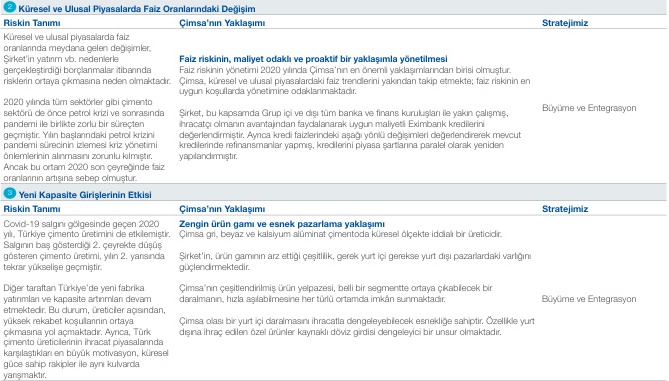 2 Küresel ve Ulusal Piyasalarda Faiz Oranlarındaki Değişim
Riskin Tanımı
Çimsa'nın Yaklaşımı
Stratejimiz
Küresel ve ulusal piyasalarda faiz
oranlarında meydana gelen değişimler,
Şirket'in yatırım vb. nedenlerle
gerçekleştirdiği borçlanmalar itibarında
risklerin ortaya çıkmasına neden olmaktadır.
2020 yılında tüm sektörler gibi çimento
sektörü de önce petrol krizi ve sonrasında
pandemi ile birlikte zorlu bir süreçten
geçmiştir. Yılın başlarındaki petrol krizini
pandemi sürecinin izlemesi kriz yönetimi
önlemlerinin alınmasını zorunlu kılmıştır.
Ancak bu ortam 2020 son çeyreğinde faiz
oranlarının artışına sebep olmuştur.
Faiz riskinin, maliyet odaklı ve proaktif bir yaklaşımla yönetilmesi
Faiz riskinin yönetimi 2020 yılında Çimsa'nın en önemli yaklaşımlarından birisi olmuştur.
Çimsa, küresel ve ulusal piyasalardaki faiz trendlerini yakından takip etmekte; faiz riskinin en
uygun koşullarda yönetimine odaklanmaktadır.
Şirket, bu kapsamda Grup içi ve dışı tüm banka ve finans kuruluşları ile yakın çalışmış,
ihracatçı olmanın avantajından faydalanarak uygun maliyetli Eximbank kredilerini
değerlendirmiştir. Ayrıca kredi faizlerindeki aşağı yönlü değişimleri değerlendirerek mevcut
kredilerinde refinansmanlar yapmış, kredilerini piyasa şartlarına paralel olarak yeniden
yapılandırmıştır.
Büyüme ve Entegrasyon
3 Yeni Kapasite Girişlerinin Etkisi
Riskin Tanımı
Çimsa'nın Yaklaşımı
Stratejimiz
Covid-19 salgını gölgesinde geçen 2020
yılı, Türkiye çimento üretimini de etkilemiştir.
Salgının baş gösterdiği 2. çeyrekte düşüş
gösteren çimento üretimi, yılın 2. yarısında
tekrar yükselişe geçmiştir.
Diğer taraftan Türkiye'de yeni fabrika
yatırımları ve kapasite artırımları devam
etmektedir. Bu durum, üreticiler açısından,
yüksek rekabet koşullarının ortaya
çıkmasına yol açmaktadır. Ayrıca, Türk
çimento üreticilerinin ihracat piyasalarında
karşılaştıkları en büyük motivasyon, küresel
güce sahip rakipler ile aynı kulvarda
yarışmaktır.
Zengin ürün gamı ve esnek pazarlama yaklaşımı
Çimsa gri, beyaz ve kalsiyum alüminat çimentoda küresel ölçekte iddialı bir üreticidir.
Şirket'in, ürün gamının arz ettiği çeşitlilik, gerek yurt içi gerekse yurt dışı pazarlardaki varlığını
güçlendirmektedir.
Çimsa'nın çeşitlendirilmiş ürün yelpazesi, belli bir segmentte ortaya çıkabilecek bir
daralmanın, hızla aşılabilmesine her türlü ortamda imkân sunmaktadır.
Çimsa olası bir yurt içi daralmasını ihracatla dengeleyebilecek esnekliğe sahiptir. Özellikle yurt
dışına ihraç edilen özel ürünler kaynaklı döviz girdisi dengeleyici bir unsur olmaktadır.
Büyüme ve Entegrasyon